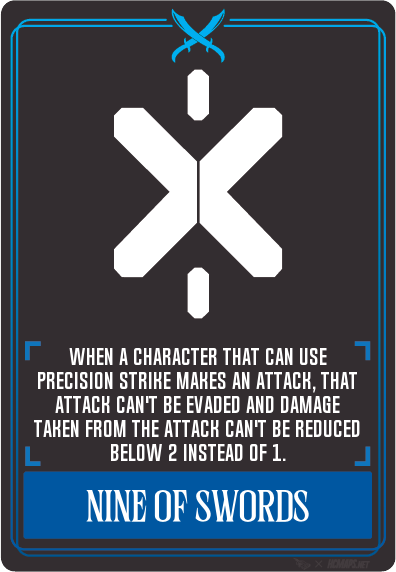 WHEN A CHARACTER THAT CAN USE
PRECISION STRIKE MAKES AN ATTACK, THAT
ATTACK CAN'T BE EVADED AND DAMAGE
TAKEN FROM THE ATTACK CAN'T BE REDUCED
BELOW 2 INSTEAD OF 1.
NINE OF SWORDS